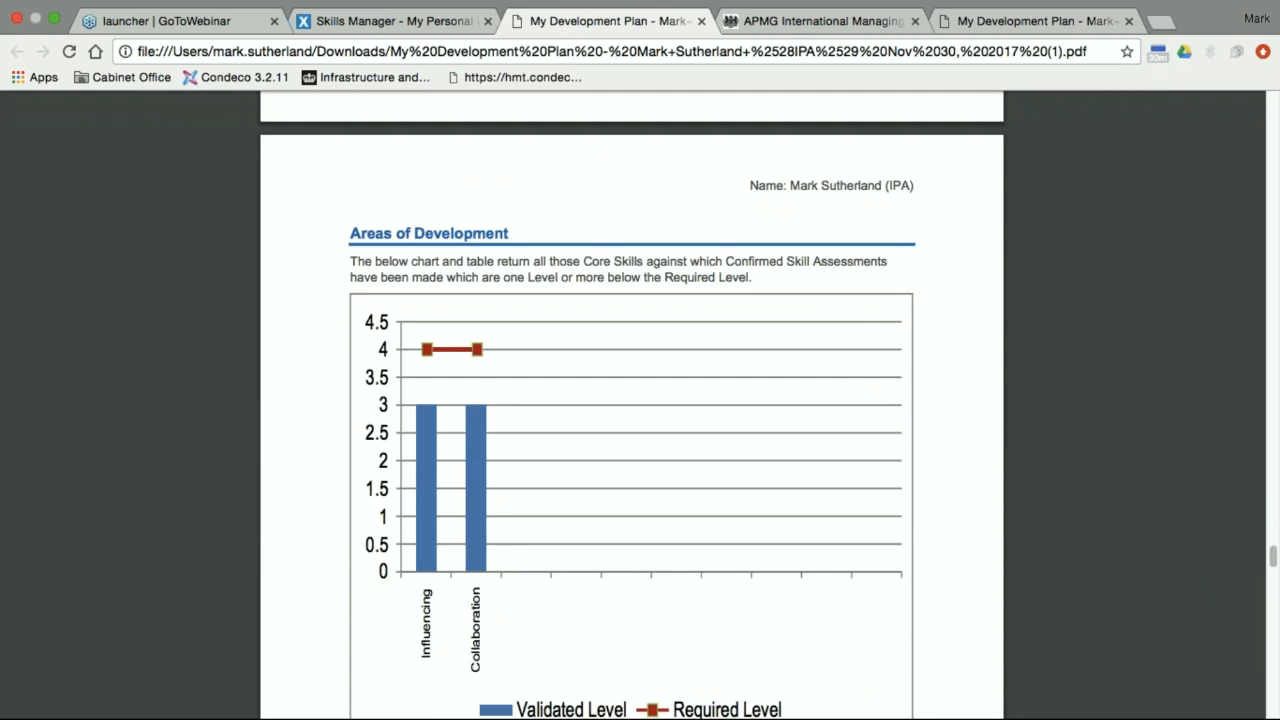 launcher | GoToWebinar
Skills Manager - My Personal
My Development Plan - Mark
APMG International Managing
My Development Plan - Mark
Mark
file:///Users/mark.sutherland/Downloads/My%20Development%20Plan%20-%20Mark+Sutherland+%2528IPA%2529%20Nov%2030,%202017%20(1).pdf
30m
Apps
Cabinet Office
Condeco 3.2.11
Infrastructure and...
https://hmt.condec...
Name: Mark Sutherland (IPA)
Areas of Development
The below chart and table return all those Core Skills against which Confirmed Skill Assessments
have been made which are one Level or more below the Required Level.
4.5
4
3.5
3
2.5
2
1.5
1
0.5
0
Influencing
Collaboration
Validated Level
Required Level